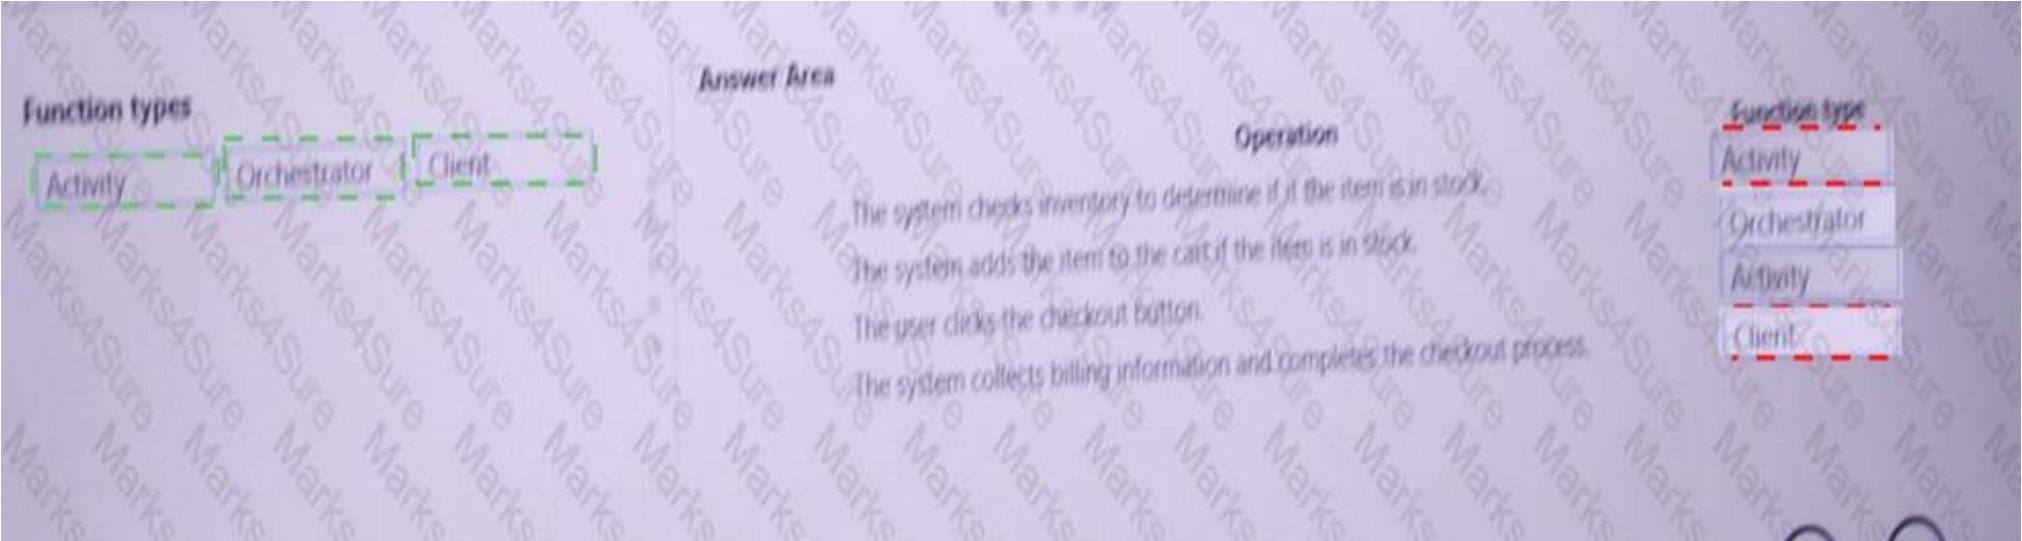 Answer Area
Function types
Activity
Orchestrator
Client
Operation
Function type
The system checks inventory to determine if it the item is in stock.
Activity
The system adds the item to the cart if the item is in stock.
Orchestrator
The user clicks the checkout button.
Activity
The system collects billing information and completes the checkout process.
Client
Marks4Sure